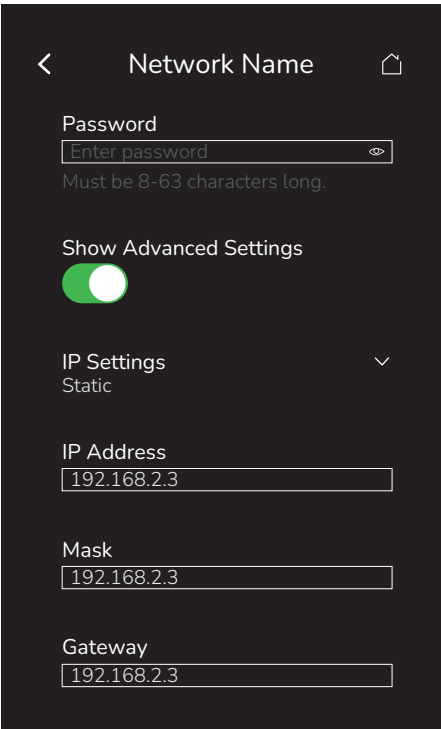 Network Name
Password
Enter password
Must be 8-63 characters long.
Show Advanced Settings
IP Settings
Static
IP Address
192.168.2.3
Mask
192.168.2.3
Gateway
192.168.2.3